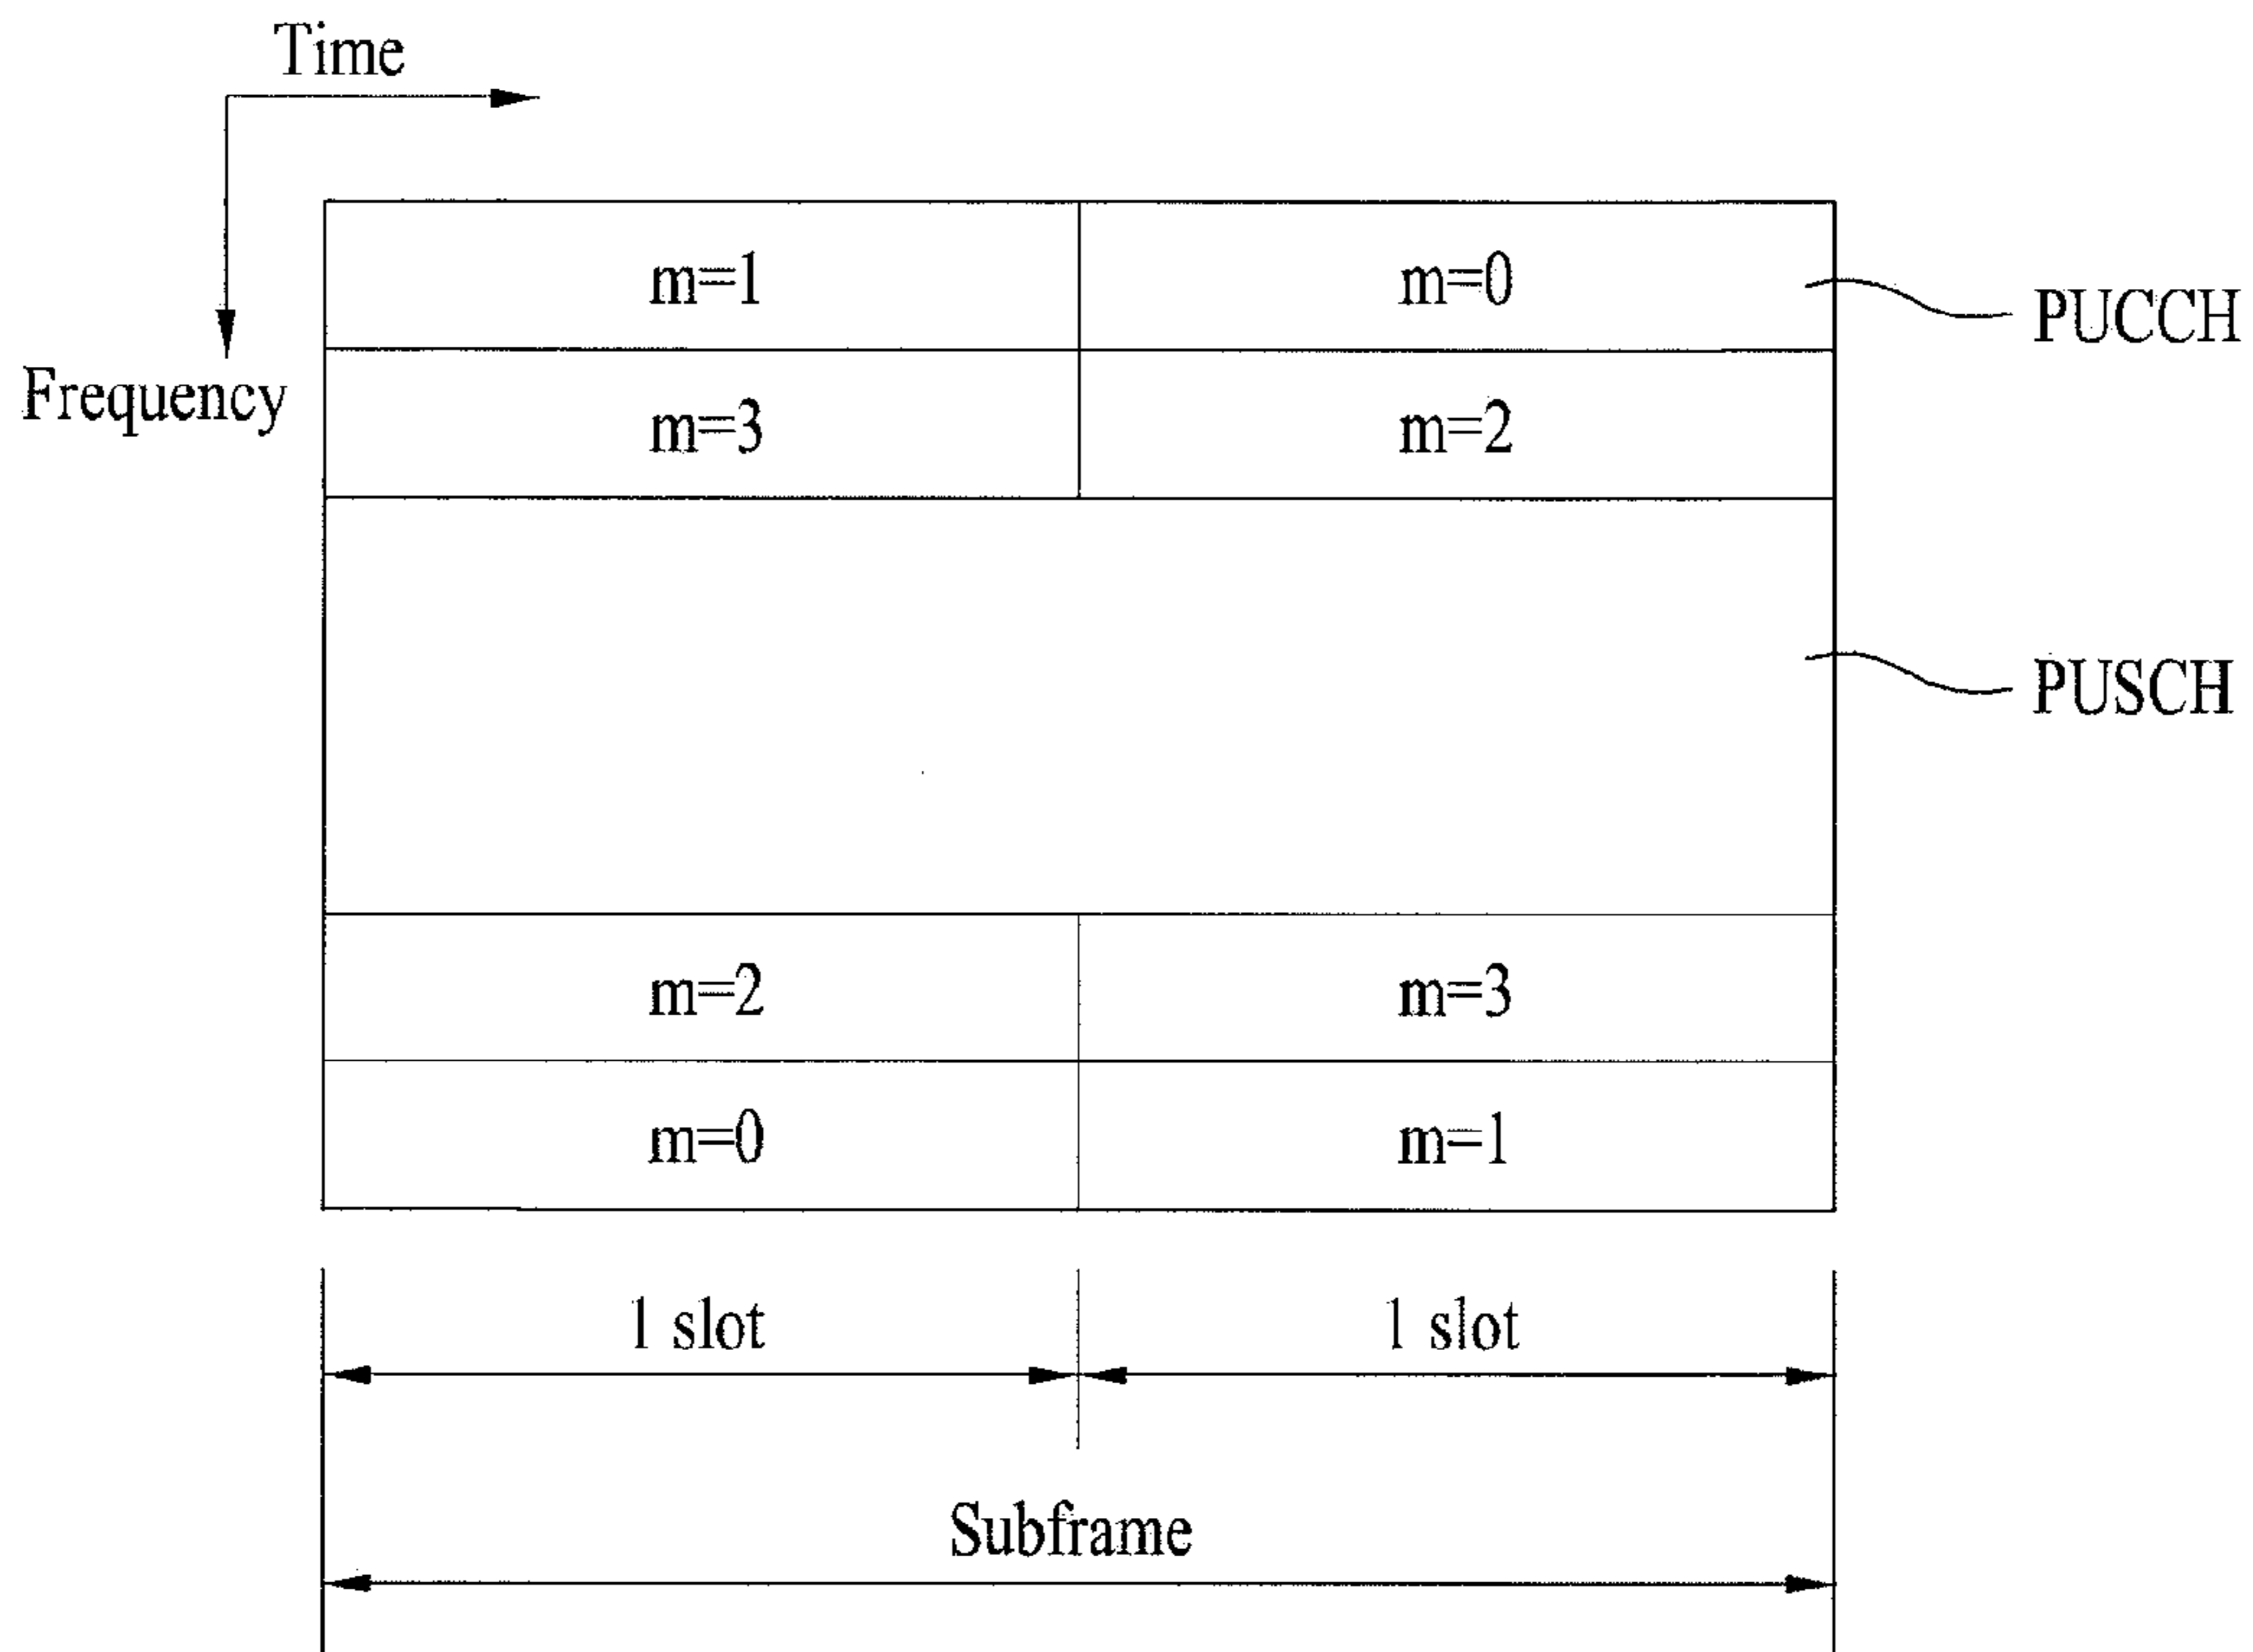 Time
Frequency
m=1
m=0
PUCCH
m=3
m=2
PUSCH
m=2
m=3
m=0
m=1
1 slot
1 slot
Subframe